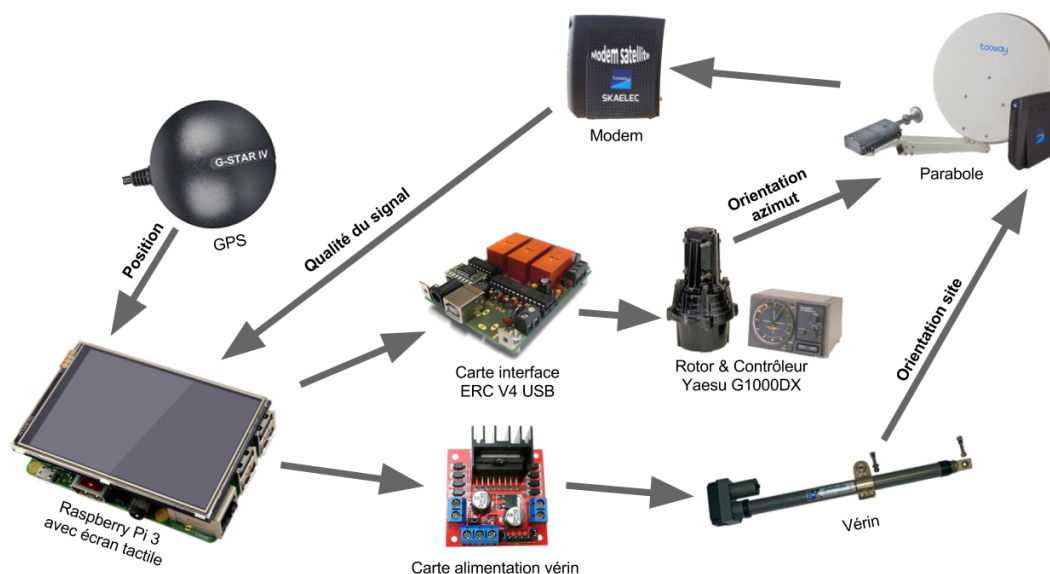 Modem satellite
tooway
SKAELEC
Modem
tooway
Parabole
G-STAR IV
GPS
Position
Qualité du signal
Orientation
azimut
Orientation site
Carte interface
ERC V4 USB
Rotor & Contrôleur
Yaesu G1000DX
Raspberry Pi 3
avec écran tactile
Carte alimentation vérin
Vérin